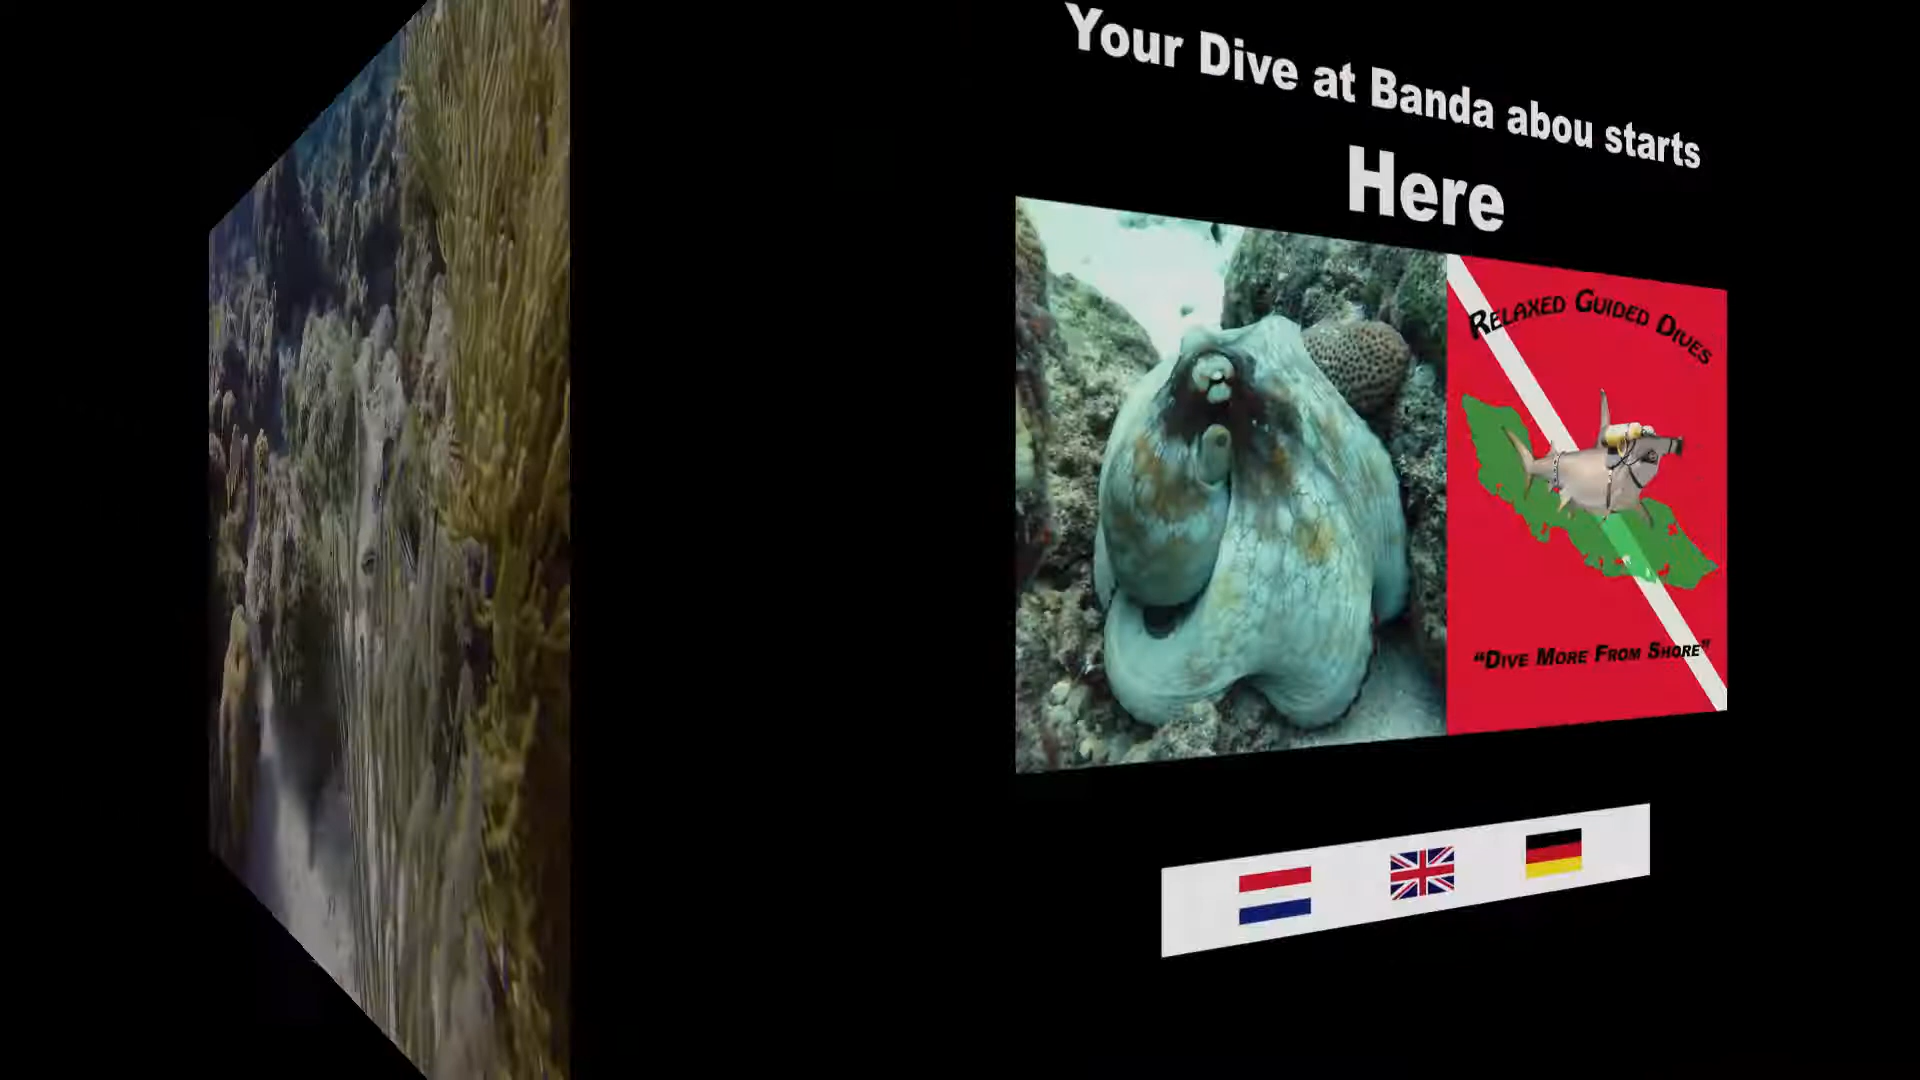 Your Dive at Banda abou starts
Here
Relaxed Guided Dives
“Dive More From Shore”